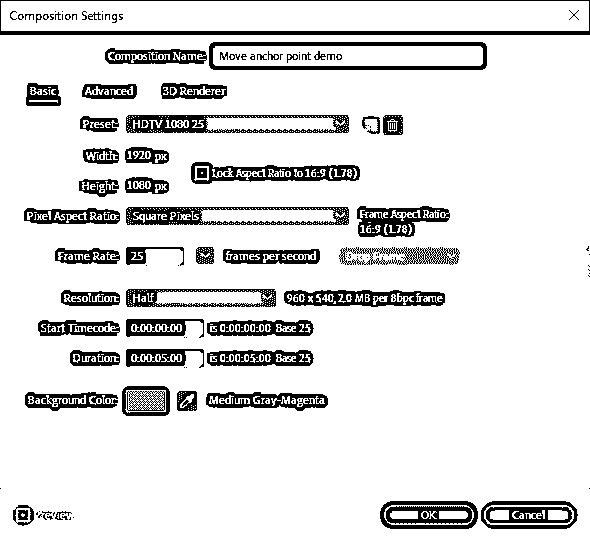 Composition Settings
Composition Name: Move anchor point demo
Basic Advanced 3D Renderer
Preset: HDTV 1080 25
Width: 1920 px
Lock Aspect Ratio to 16:9 (1.78)
Height: 1080 px
Pixel Aspect Ratio: Square Pixels
Frame Aspect Ratio:
16:9 (1.78)
Frame Rate: 25 frames per second Drop Frame
Resolution: Half 960 x 540, 2.0 MB per 8bpc frame
Start Timecode: 0:00:00:00 is 0:00:00:00 Base 25
Duration: 0:00:05:00 is 0:00:05:00 Base 25
Background Color: Medium Gray-Magenta
Preview OK Cancel